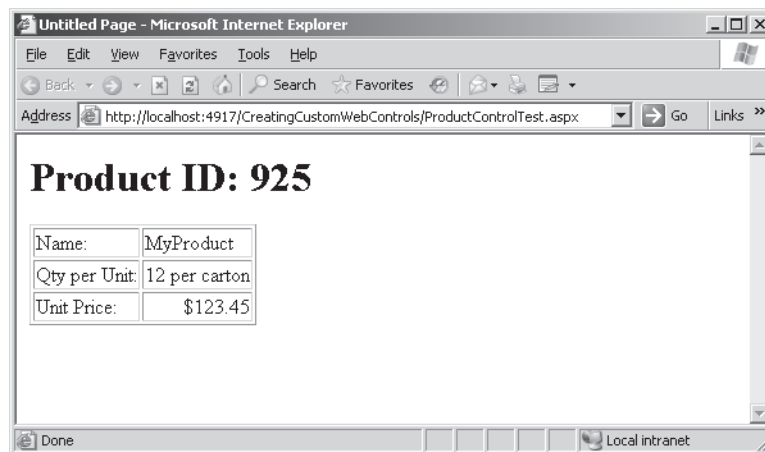 Untitled Page - Microsoft Internet Explorer
File Edit View Favorites Tools Help
Back Search Favorites
Address http://localhost:4917/CreatingCustomWebControls/ProductControlTest.aspx Go Links »
Product ID: 925
Name: MyProduct
Qty per Unit: 12 per carton
Unit Price: $123.45
Done Local intranet